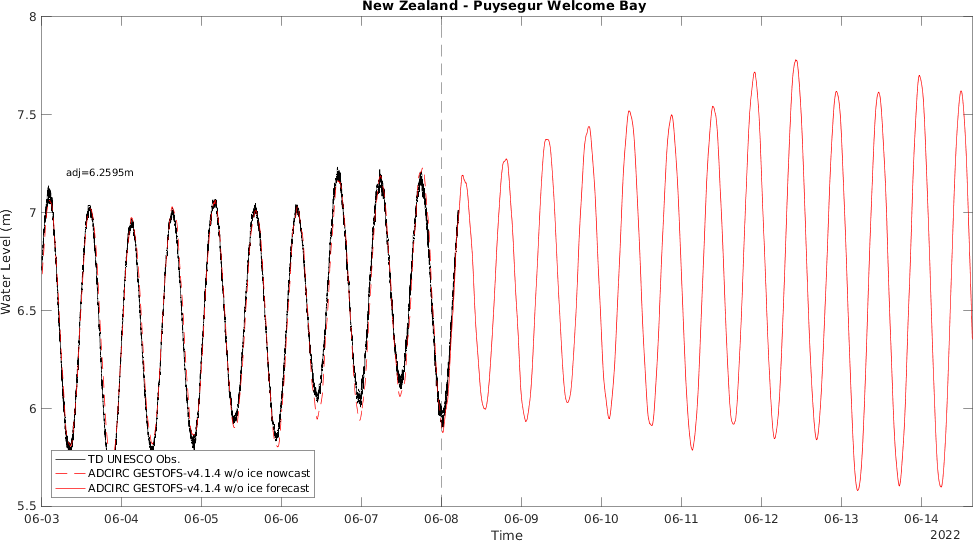 New Zealand - Puysegur Welcome Bay
8
7.5
7
6.5
6
5.5
Water Level (m)
adj=6.2595m
TD UNESCO Obs.
ADCIRC GESTOFS-v4.1.4 w/o ice nowcast
ADCIRC GESTOFS-v4.1.4 w/o ice forecast
06-03 06-04 06-05 06-06 06-07 06-08 06-09 06-10 06-11 06-12 06-13 06-14
Time
2022